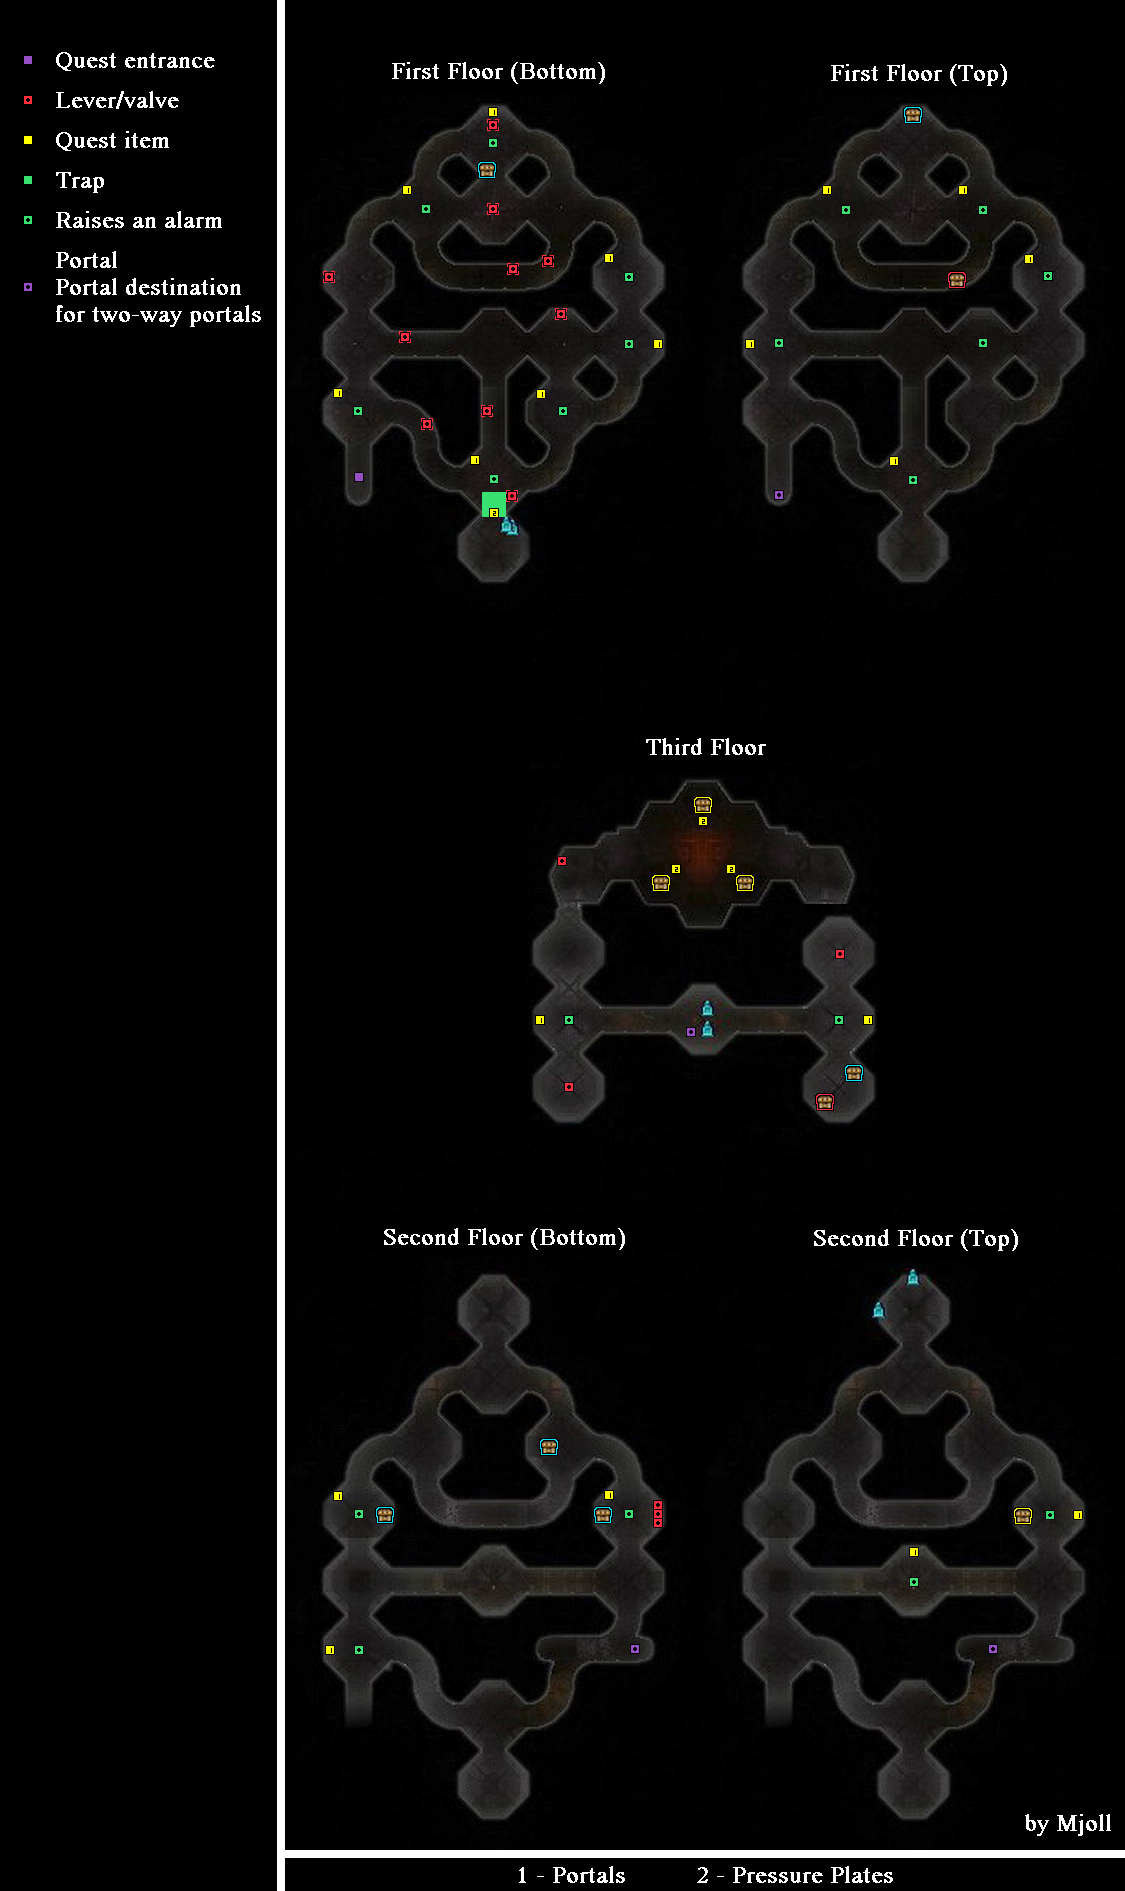 Quest entrance
Lever/valve
Quest item
Trap
Raises an alarm
Portal
Portal destination
for two-way portals
First Floor (Bottom)
First Floor (Top)
Third Floor
Second Floor (Bottom)
Second Floor (Top)
by Mjoll
1 - Portals
2 - Pressure Plates